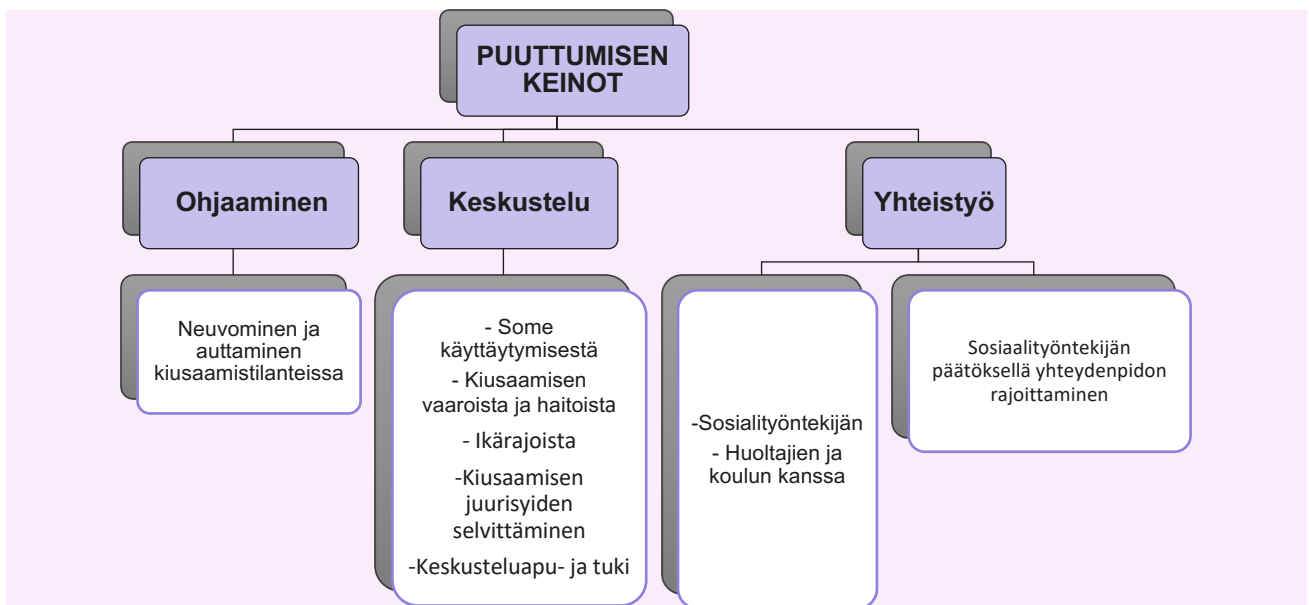 PUUTTUMISEN
KEINOT
Ohjaaminen
Keskustelu
Yhteistyö
Neuvominen ja
auttaminen
kiusaamistilanteissa
- Some
käyttäytymisestä
- Kiusaamisen
vaaroista ja haitoista
- Ikärajoista
-Kiusaamisen
juurisyiden
selvittäminen
-Keskusteluapu- ja tuki
-Sosialityöntekijän
- Huoltajien ja
koulun kanssa
Sosiaalityöntekijän
päätöksellä yhteydenpidon
rajoittaminen